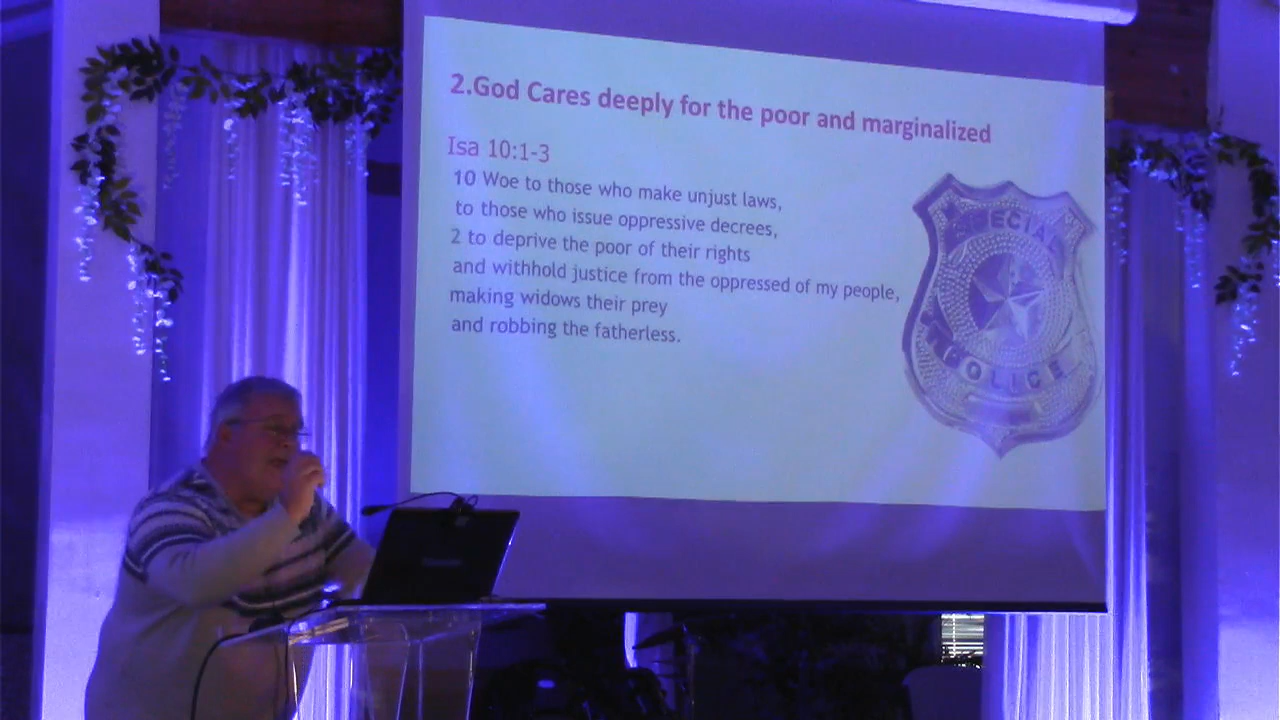 2.God Cares deeply for the poor and marginalized
Isa 10:1-3
10 Woe to those who make unjust laws,
to those who issue oppressive decrees,
2 to deprive the poor of their rights
and withhold justice from the oppressed of my people,
making widows their prey
and robbing the fatherless.
SPECIAL
POLICE